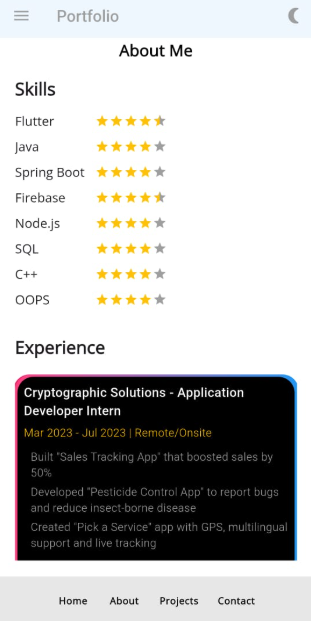 Portfolio
About Me
Skills
Flutter
Java
Spring Boot
Firebase
Node.js
SQL
C++
OOPS
Experience
Cryptographic Solutions - Application
Developer Intern
Mar 2023 - Jul 2023 | Remote/Onsite
Built "Sales Tracking App" that boosted sales by
50%
Developed "Pesticide Control App" to report bugs
and reduce insect-borne disease
Created "Pick a Service" app with GPS, multilingual
support and live tracking
Home About Projects Contact